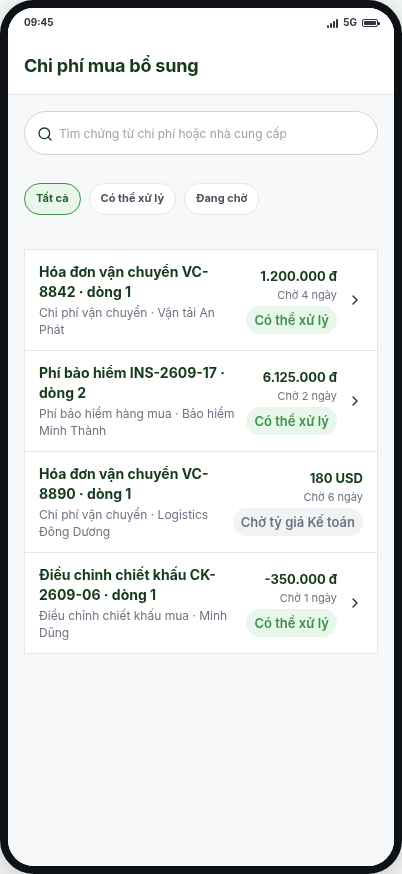 09:45
5G
Chi phí mua bổ sung
Tìm chứng từ chi phí hoặc nhà cung cấp
Tất cả
Có thể xử lý
Đang chờ
Hóa đơn vận chuyển VC-
8842 · dòng 1
Chi phí vận chuyển · Vận tải An
Phát
1.200.000 đ
Chờ 4 ngày
Có thể xử lý
Phí bảo hiểm INS-2609-17 ·
dòng 2
Phí bảo hiểm hàng mua · Bảo hiểm
Minh Thành
6.125.000 đ
Chờ 2 ngày
Có thể xử lý
Hóa đơn vận chuyển VC-
8890 · dòng 1
Chi phí vận chuyển · Logistics
Đông Dương
180 USD
Chờ 6 ngày
Chờ tỷ giá Kế toán
Điều chỉnh chiết khấu CK-
2609-06 · dòng 1
Điều chỉnh chiết khấu mua · Minh
Dũng
-350.000 đ
Chờ 1 ngày
Có thể xử lý